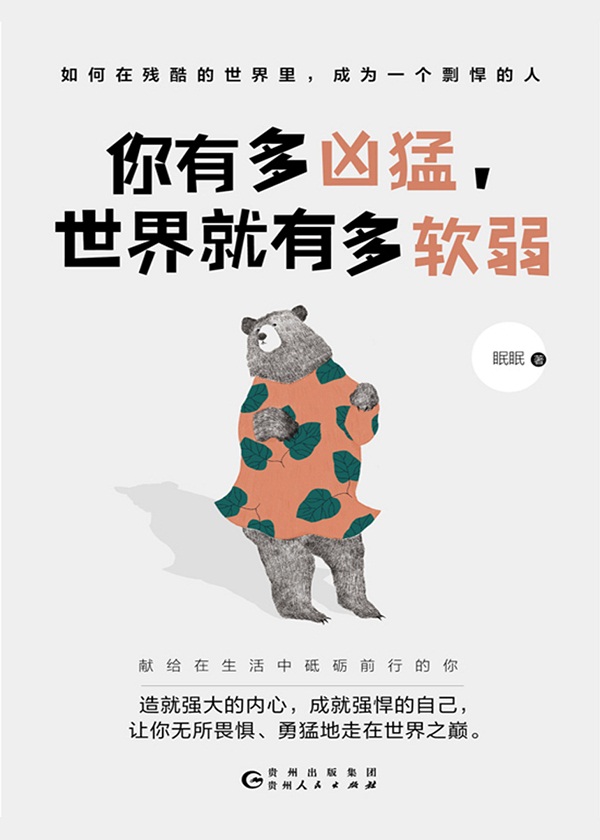 如何在残酷的世界里，成为一个剽悍的人
你有多凶猛，
世界就有多软弱
眠眠 著
献给在生活中砥砺前行的你
造就强大的内心，成就强悍的自己，
让你无所畏惧、勇猛地走在世界之巅。
贵州出版集团
贵州人民出版社